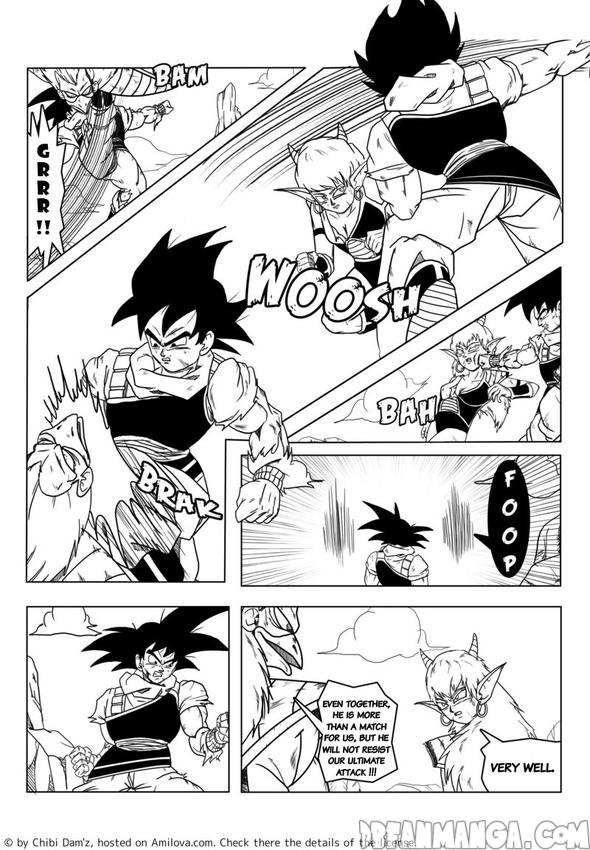 BAM
GRRR !!
WOOSH
BAH
BRAK
FOOP
EVEN TOGETHER,
HE IS MORE
THAN A MATCH
FOR US, BUT HE
WILL NOT RESIST
OUR ULTIMATE
ATTACK !!!
VERY WELL.
DREAMMANGA.COM
© by Chibi Dam'z, hosted on Amilova.com. Check there the details of the license.